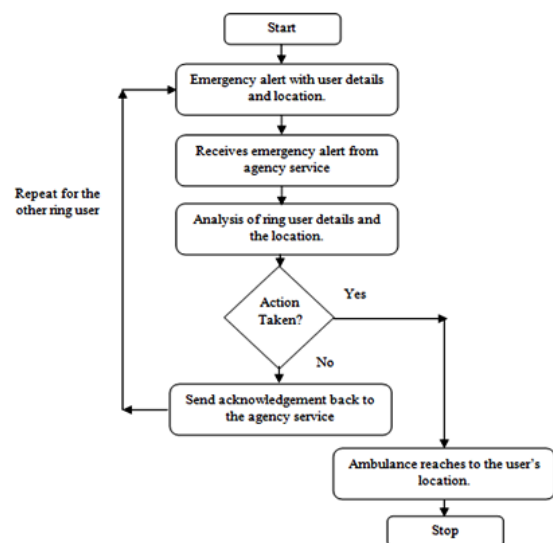 Start
Emergency alert with user details
and location.
Receives emergency alert from
agency service
Repeat for the
other ring user
Analysis of ring user details and
the location.
Action
Taken?
Yes
No
Send acknowledgement back to
the agency service
Ambulance reaches to the user's
location.
Stop